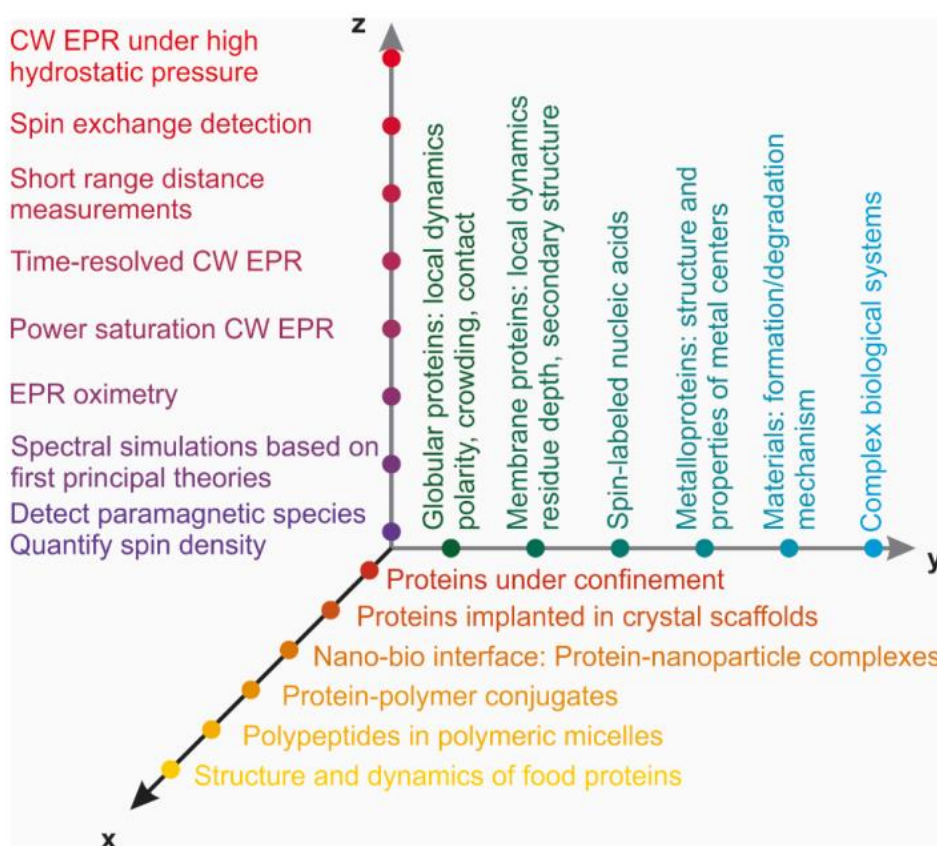 z
CW EPR under high
hydrostatic pressure
Spin exchange detection
Short range distance
measurements
Time-resolved CW EPR
Power saturation CW EPR
EPR oximetry
Spectral simulations based on
first principal theories
Detect paramagnetic species
Quantify spin density
Globular proteins: local dynamics
polarity, crowding, contact
Membrane proteins: local dynamics
residue depth, secondary structure
Spin-labeled nucleic acids
Metalloproteins: structure and
properties of metal centers
Materials: formation/degradation
mechanism
Complex biological systems
y
Proteins under confinement
Proteins implanted in crystal scaffolds
Nano-bio interface: Protein-nanoparticle complexes
Protein-polymer conjugates
Polypeptides in polymeric micelles
Structure and dynamics of food proteins
x